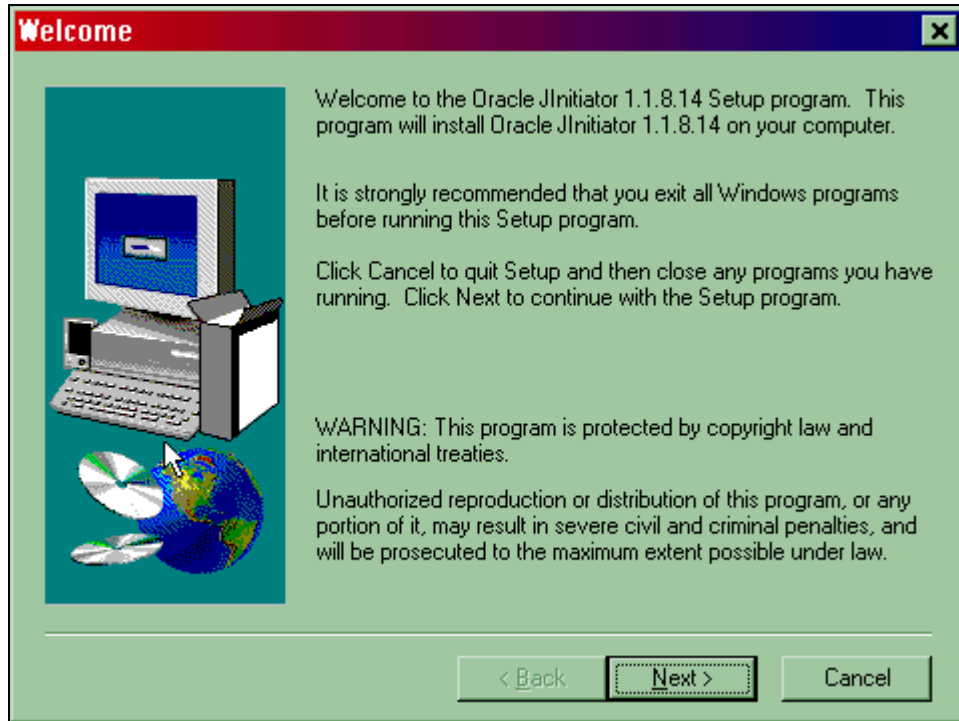 Welcome
Welcome to the Oracle JInitiator 1.1.8.14 Setup program.  This
program will install Oracle JInitiator 1.1.8.14 on your computer.
It is strongly recommended that you exit all Windows programs
before running this Setup program.
Click Cancel to quit Setup and then close any programs you have
running.  Click Next to continue with the Setup program.
WARNING: This program is protected by copyright law and
international treaties.
Unauthorized reproduction or distribution of this program, or any
portion of it, may result in severe civil and criminal penalties, and
will be prosecuted to the maximum extent possible under law.
< Back Next > Cancel